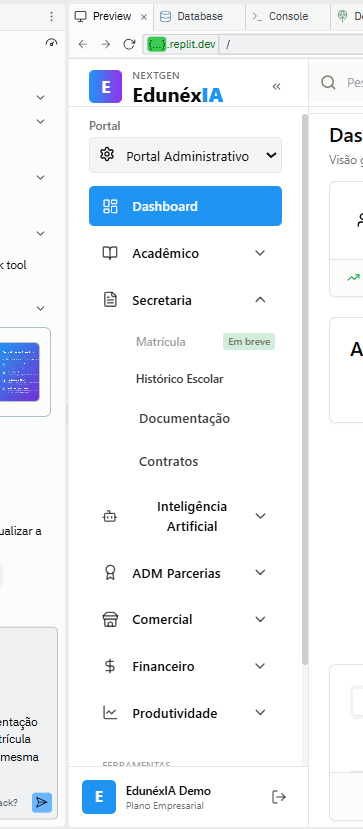 Preview
Database
Console
{...}.replit.dev /
E
NEXTGEN
EdunéxIA
Portal
Portal Administrativo
Dashboard
Acadêmico
Secretaria
Matrícula Em breve
Histórico Escolar
Documentação
Contratos
Inteligência
Artificial
ADM Parcerias
Comercial
Financeiro
Produtividade
FERRAMENTAS
E
EdunéxIA Demo
Plano Empresarial
k tool
ualizar a
entação
trícula
mesma
ack?
Pes
Das
Visão g
A